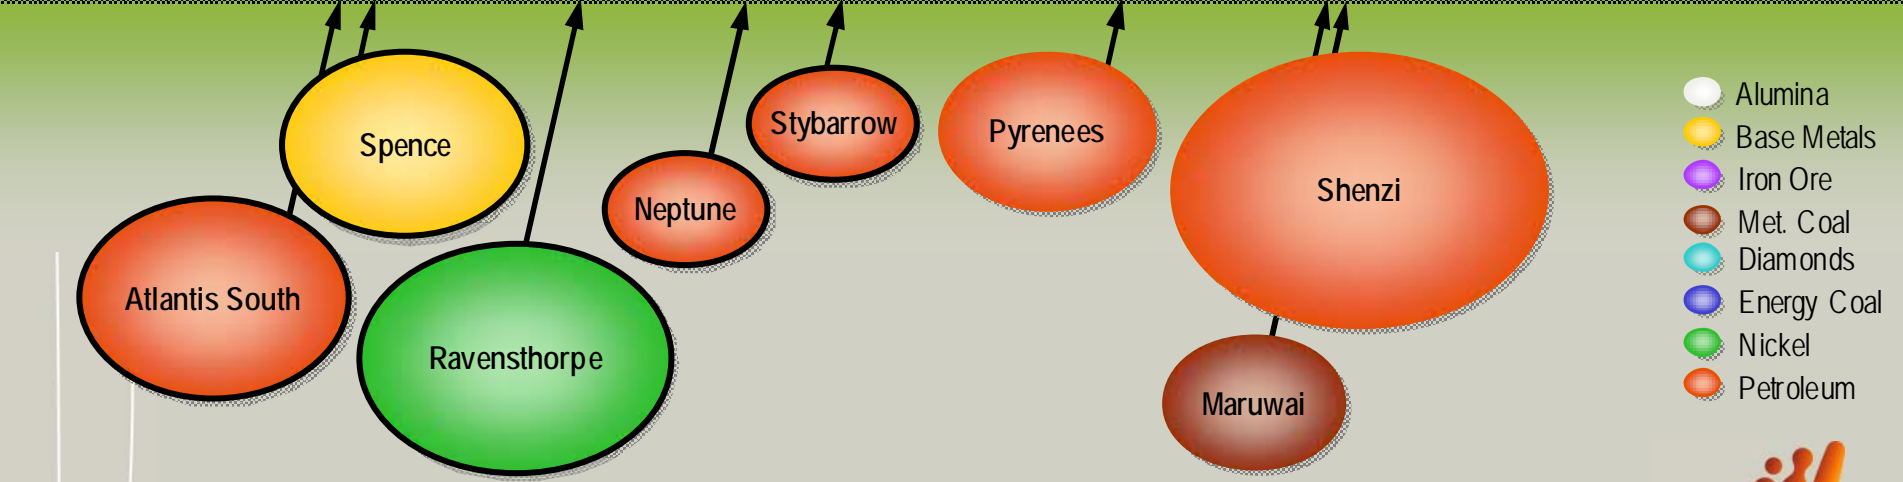 Spence
Atlantis South
Ravensthorpe
Neptune
Stybarrow
Pyrenees
Shenzi
Maruwai
Alumina
Base Metals
Iron Ore
Met. Coal
Diamonds
Energy Coal
Nickel
Petroleum